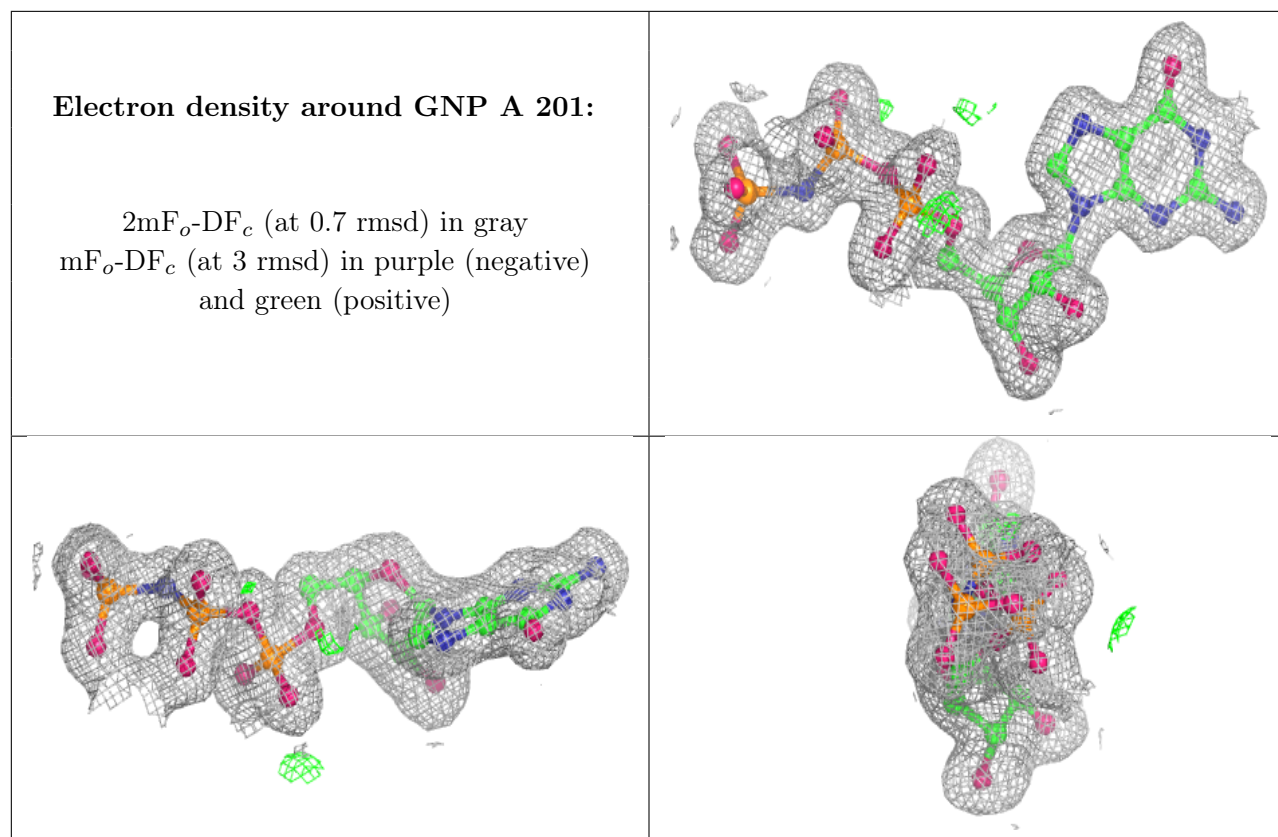 Electron density around GNP A 201:
2mFo-DFc (at 0.7 rmsd) in gray
mFo-DFc (at 3 rmsd) in purple (negative)
and green (positive)